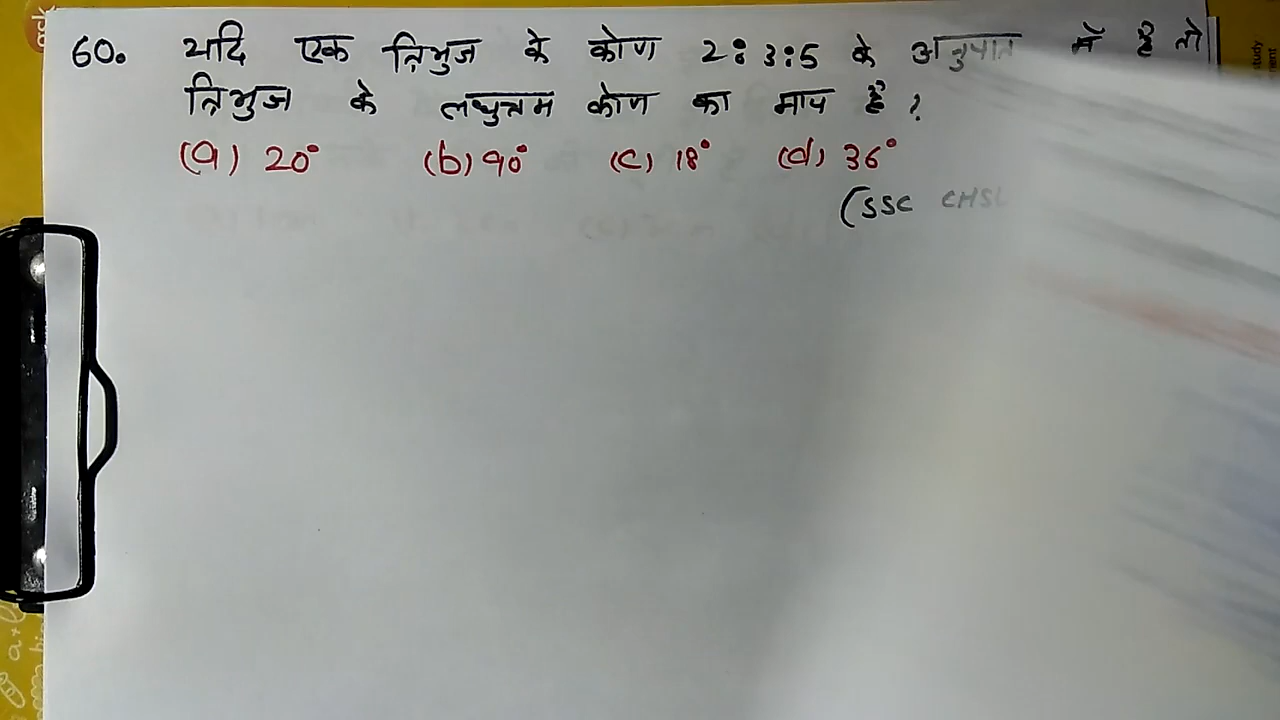 60. यदि एक त्रिभुज के कोण 2:3:5 के अनुपात में है तो
त्रिभुज के लघुत्तम कोण का माप है ?
(a) 20° (b) 90° (c) 18° (d) 36°
(SSC CHSL